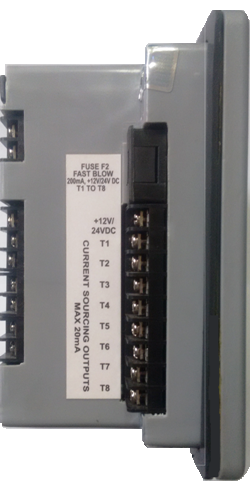 FUSE F2
FAST BLOW
200mA, +12V/24V DC
T1 TO T8
+12V/
24VDC
T1
T2
T3
T4
T5
T6
T7
T8
CURRENT SOURCING OUTPUTS
MAX 20mA